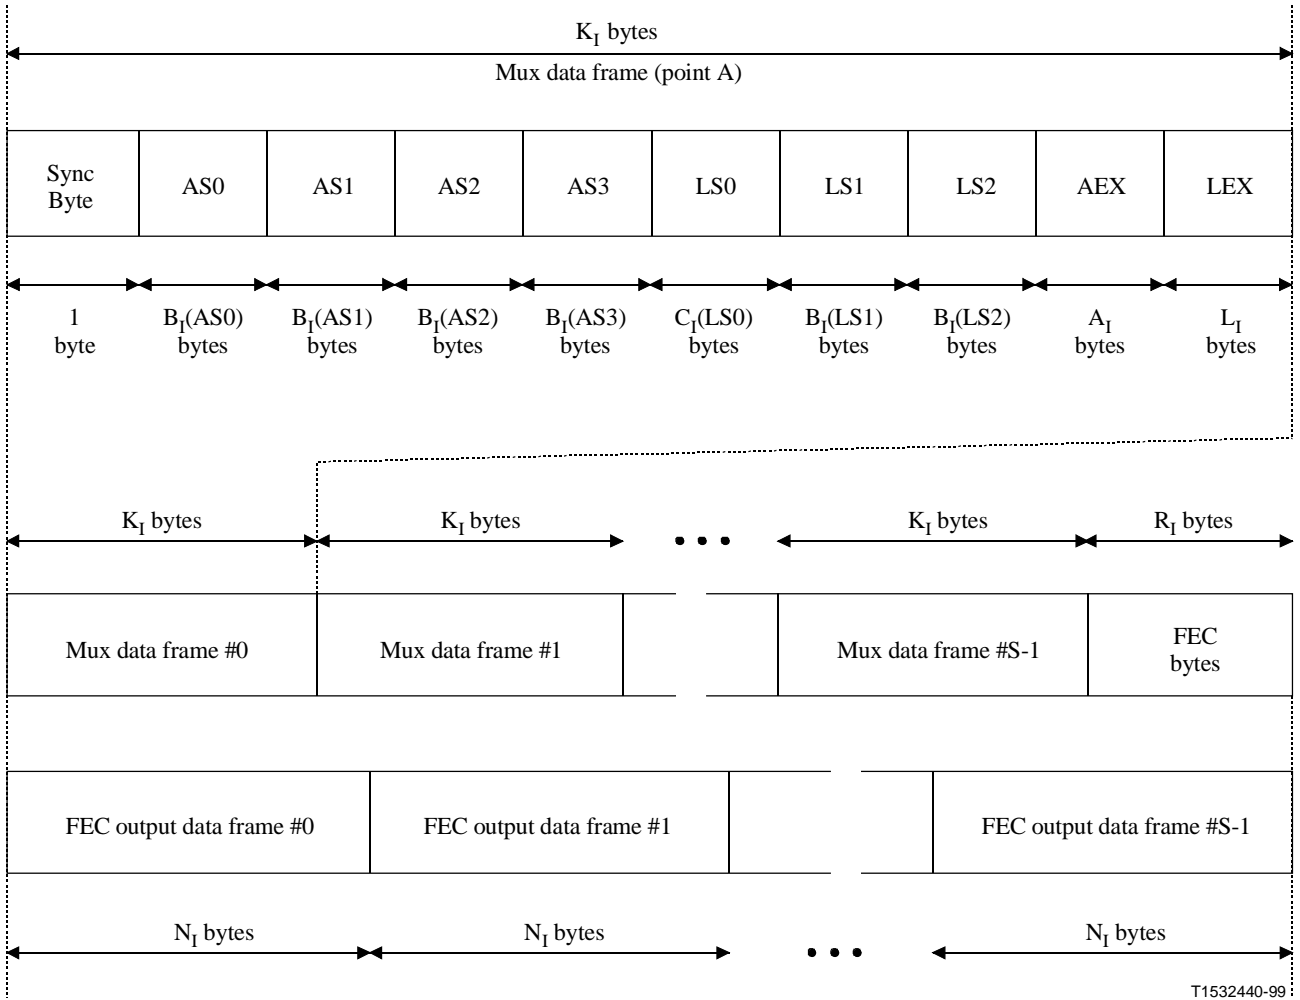 K_I bytes
Mux data frame (point A)
Sync
Byte
AS0
AS1
AS2
AS3
LS0
LS1
LS2
AEX
LEX
1
byte
B_I(AS0)
bytes
B_I(AS1)
bytes
B_I(AS2)
bytes
B_I(AS3)
bytes
C_I(LS0)
bytes
B_I(LS1)
bytes
B_I(LS2)
bytes
A_I
bytes
L_I
bytes
K_I bytes
K_I bytes
K_I bytes
R_I bytes
Mux data frame #0
Mux data frame #1
Mux data frame #S-1
FEC
bytes
FEC output data frame #0
FEC output data frame #1
FEC output data frame #S-1
N_I bytes
N_I bytes
N_I bytes
T1532440-99